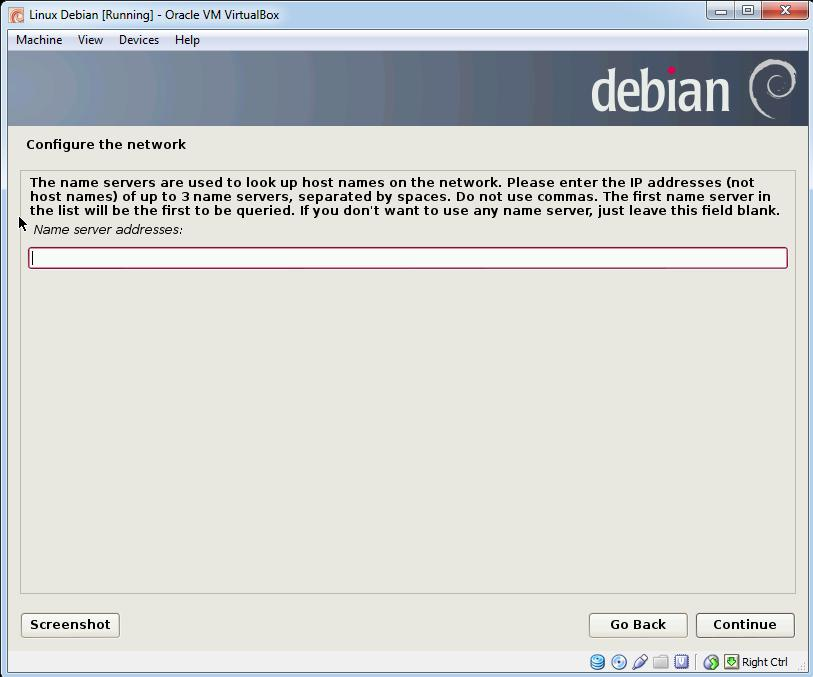 Linux Debian [Running] - Oracle VM VirtualBox
Machine View Devices Help
debian
Configure the network
The name servers are used to look up host names on the network. Please enter the IP addresses (not
host names) of up to 3 name servers, separated by spaces. Do not use commas. The first name server in
the list will be the first to be queried. If you don't want to use any name server, just leave this field blank.
Name server addresses:
Screenshot Go Back Continue
Right Ctrl